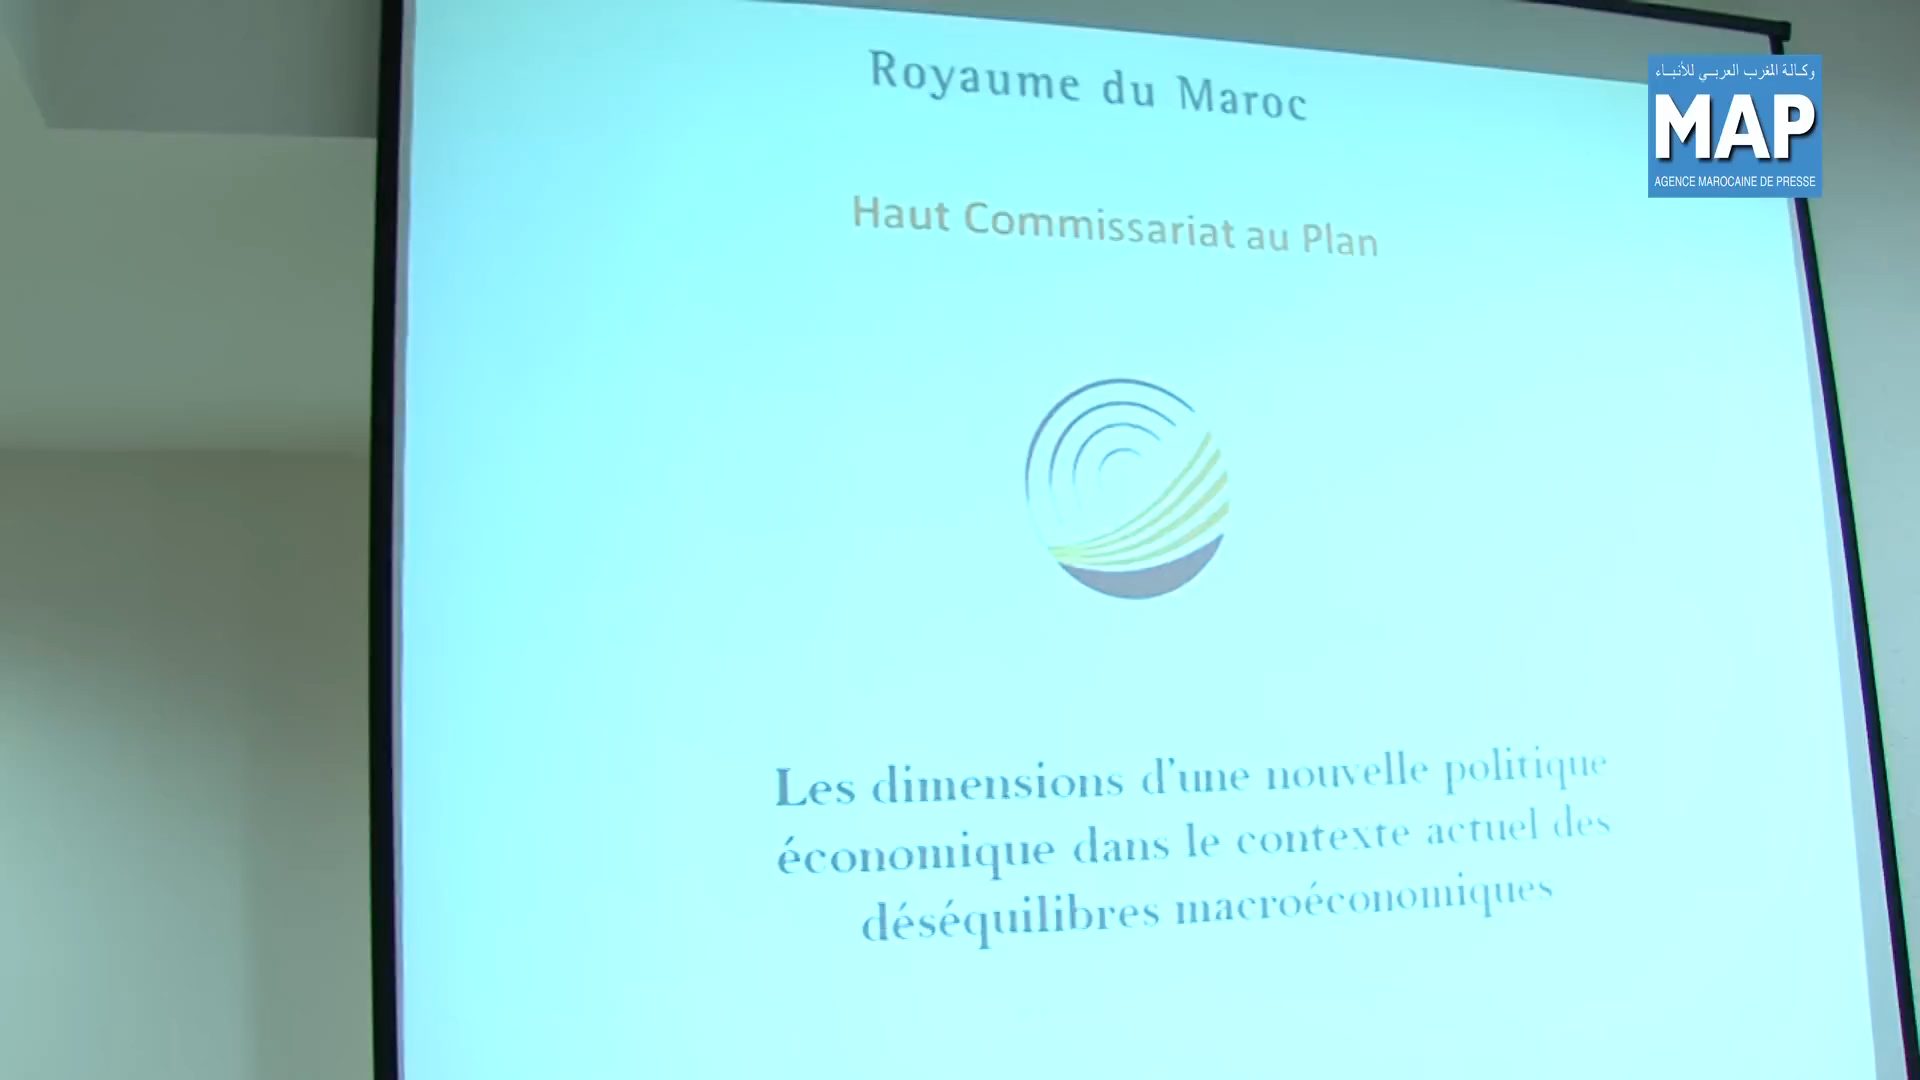 Royaume du Maroc
وكالة المغرب العربي للأنباء
MAP
AGENCE MAROCAINE DE PRESSE
Haut Commissariat au Plan
Les dimensions d'une nouvelle politique
économique dans le contexte actuel des
déséquilibres macroéconomiques